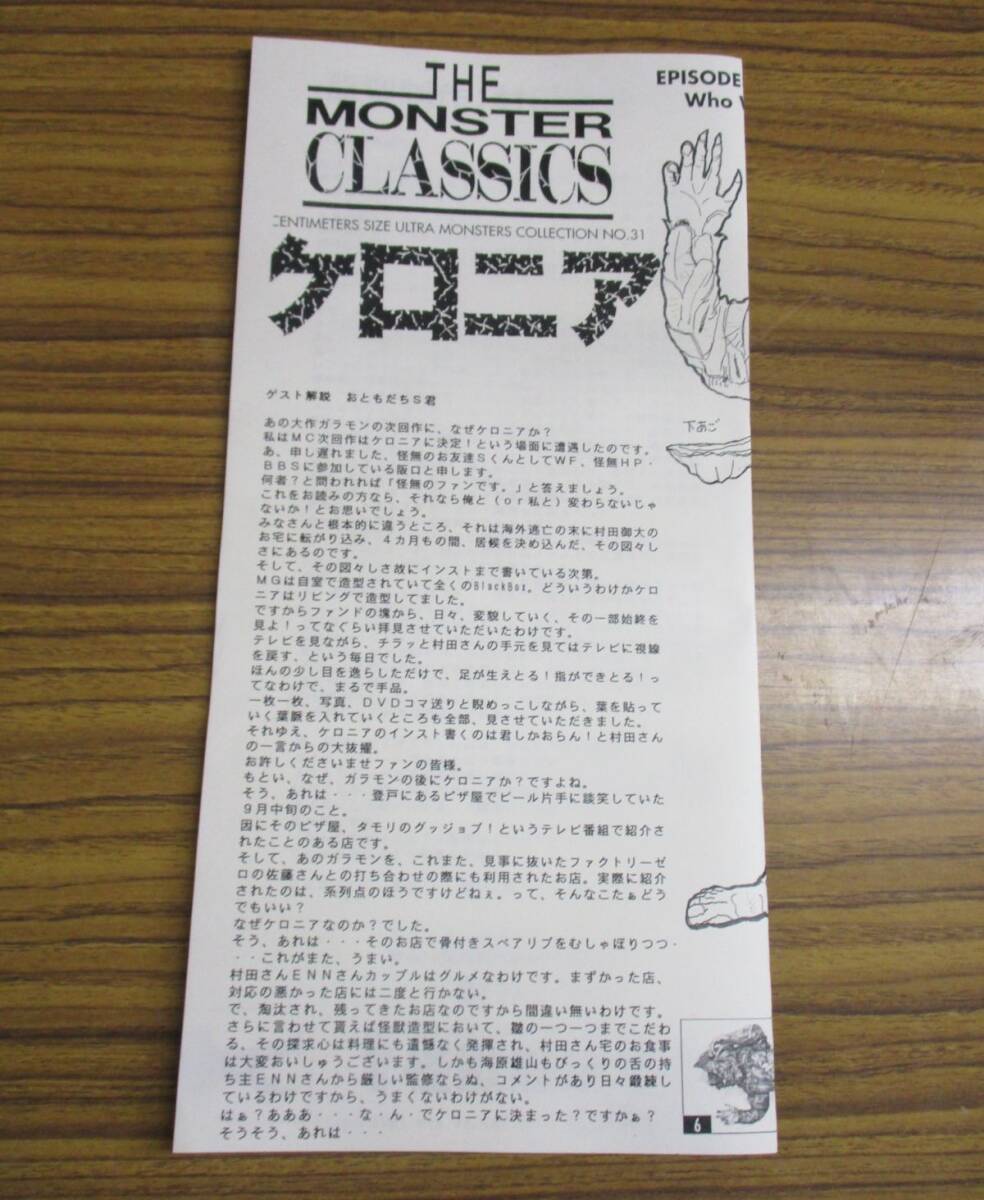 THE
MONSTER
CLASSICS
CENTIMETERS SIZE ULTRA MONSTERS COLLECTION NO.31
ケロニア
EPISODE
Who
下あご
ゲスト解説　おともだちS君
あの大作ガラモンの次回作に、なぜケロニアか?
私はMC次回作はケロニアに決定!という場面に遭遇したのです。
あ、申し遅れました、怪無のお友達SくんとしてWF、怪無HP・
BBSに参加している阪口と申します。
何者?と問われれば「怪無のファンです。」と答えましょう。
これをお読みの方なら、それなら俺と(or私と)変わらないじゃ
ないか!とお思いでしょう。
みなさんと根本的に違うところ、それは海外逃亡の末に村田御大の
お宅に転がり込み、4カ月もの間、居候を決め込んだ、その図々し
さにあるのです。
そして、その図々しさ故にインストまで書いている次第。
MGは自室で造型されていて全くのBlackBox。どういうわけかケロ
ニアはリビングで造型してました。
ですからファンドの塊から、日々、変貌していく、その一部始終を
見よ!ってなくらい拝見させていただいたわけです。
テレビを見ながら、チラッと村田さんの手元を見てはテレビに視線
を戻す、という毎日でした。
ほんの少し目を逸らしただけで、足が生えとる!指ができとる!っ
てなわけで、まるで手品。
一枚一枚、写真、DVDコマ送りと睨めっこしながら、葉を貼って
いく葉脈を入れていくところも全部、見させていただきました。
それゆえ、ケロニアのインスト書くのは君しかおらん!と村田さん
の一言からの大抜擢。
お許しくださいませファンの皆様。
もとい、なぜ、ガラモンの後にケロニアか?ですよね。
そう、あれは・・・登戸にあるピザ屋でビール片手に談笑していた
9月中旬のこと。
因にそのピザ屋、タモリのグッジョブ!というテレビ番組で紹介さ
れたことのある店です。
そして、あのガラモンを、これまた、見事に抜いたファクトリーゼ
ロの佐藤さんとの打ち合わせの際にも利用されたお店。実際に紹介
されたのは、系列点のほうですけどねぇ。って、そんなこたぁどう
でもいい?
なぜケロニアなのか?でした。
そう、あれは・・・そのお店で骨付きスペアリブをむしゃぼりつつ・
・・これがまた、うまい。
村田さんENNさんカップルはグルメなわけです。まずかった店、
対応の悪かった店には二度と行かない。
で、淘汰され、残ってきたお店なのですから間違い無いわけです。
さらに言わせて貰えば怪獣造型において、皺の一つ一つまでこだわ
る、その探求心は料理にも遺憾なく発揮され、村田さん宅のお食事
は大変おいしゅうございます。しかも海原雄山もびっくりの舌の持
ち主ENNさんから厳しい監修ならぬ、コメントがあり日々鍛練し
ているわけですから、うまくないわけがない。
はぁ?あああ・・・な・ん・でケロニアに決まった?ですかぁ?
そうそう、あれは・・・
6